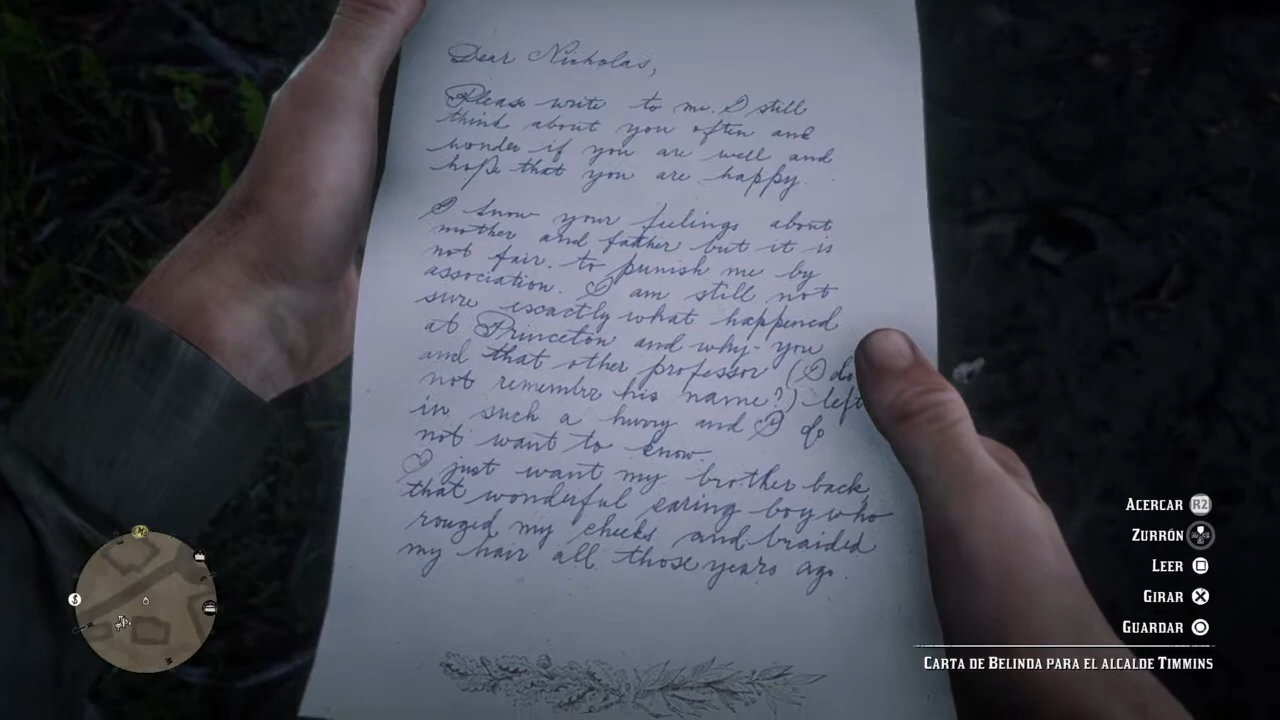 Dear Nicholas,
Please write to me. I still
think about you often and
wonder if you are well and
hope that you are happy.
I know your feelings about
mother and father but it is
not fair. to punish me by
association. I am still not
sure escactly what happened
at Princeton and why you
and that other professor (I do
not remember his name?) left
in such a hurry and I do
not want to know.
I just want my brother back,
that wonderful caring boy who
rouged my cheeks and braided
my hair all those years ago.
ACERCAR R2
ZURRÓN
LEER
GIRAR
GUARDAR
CARTA DE BELINDA PARA EL ALCALDE TIMMINS
$